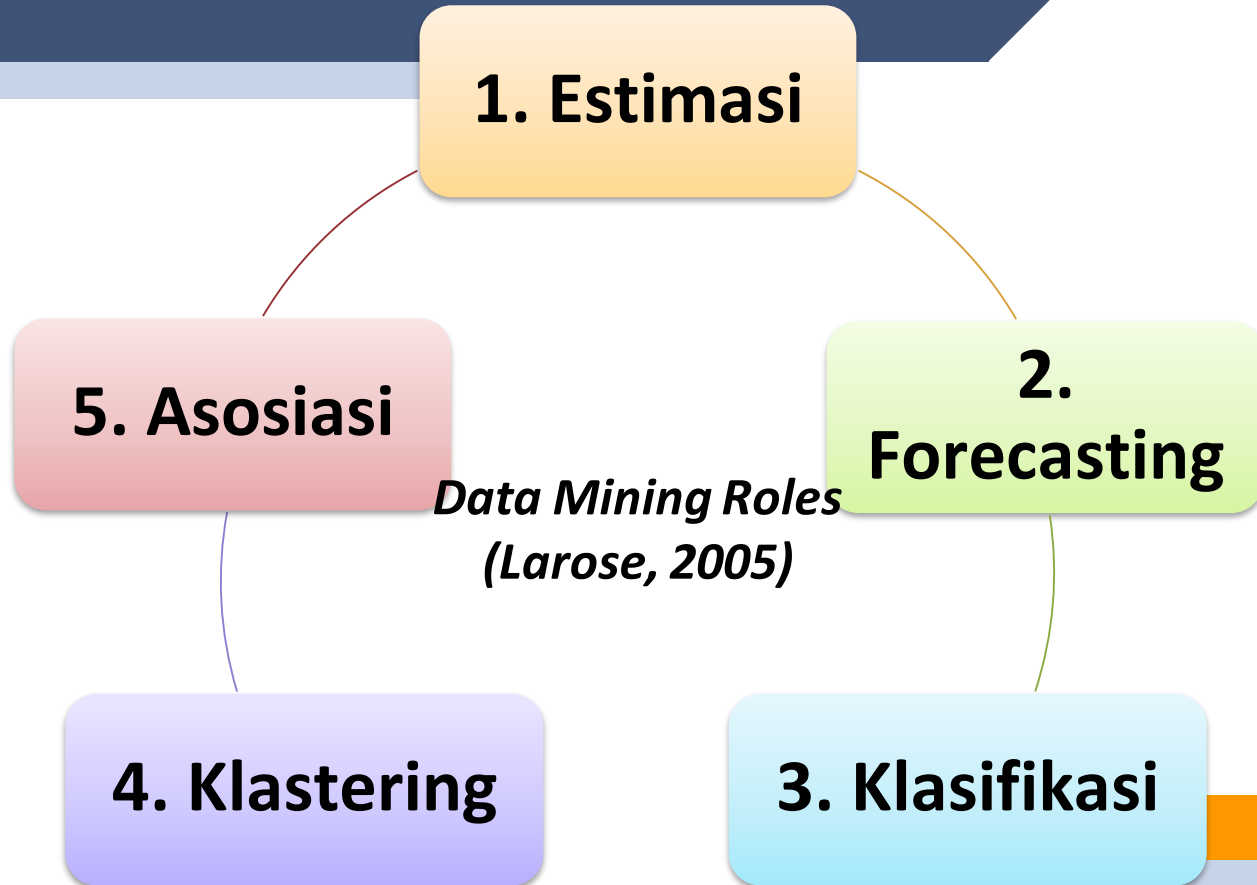 1. Estimasi
2.
Forecasting
3. Klasifikasi
4. Klastering
5. Asosiasi
Data Mining Roles
(Larose, 2005)